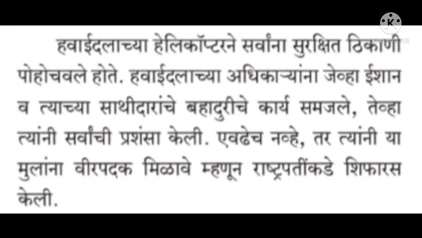 हवाईदलाच्या हेलिकॉप्टरने सर्वांना सुरक्षित ठिकाणी
पोहोचवले होते. हवाईदलाच्या अधिकाऱ्यांना जेव्हा ईशान
व त्याच्या साथीदारांचे बहादुरीचे कार्य समजले, तेव्हा
त्यांनी सर्वांची प्रशंसा केली. एवढेच नव्हे, तर त्यांनी या
मुलांना वीरपदक मिळावे म्हणून राष्ट्रपतींकडे शिफारस
केली.